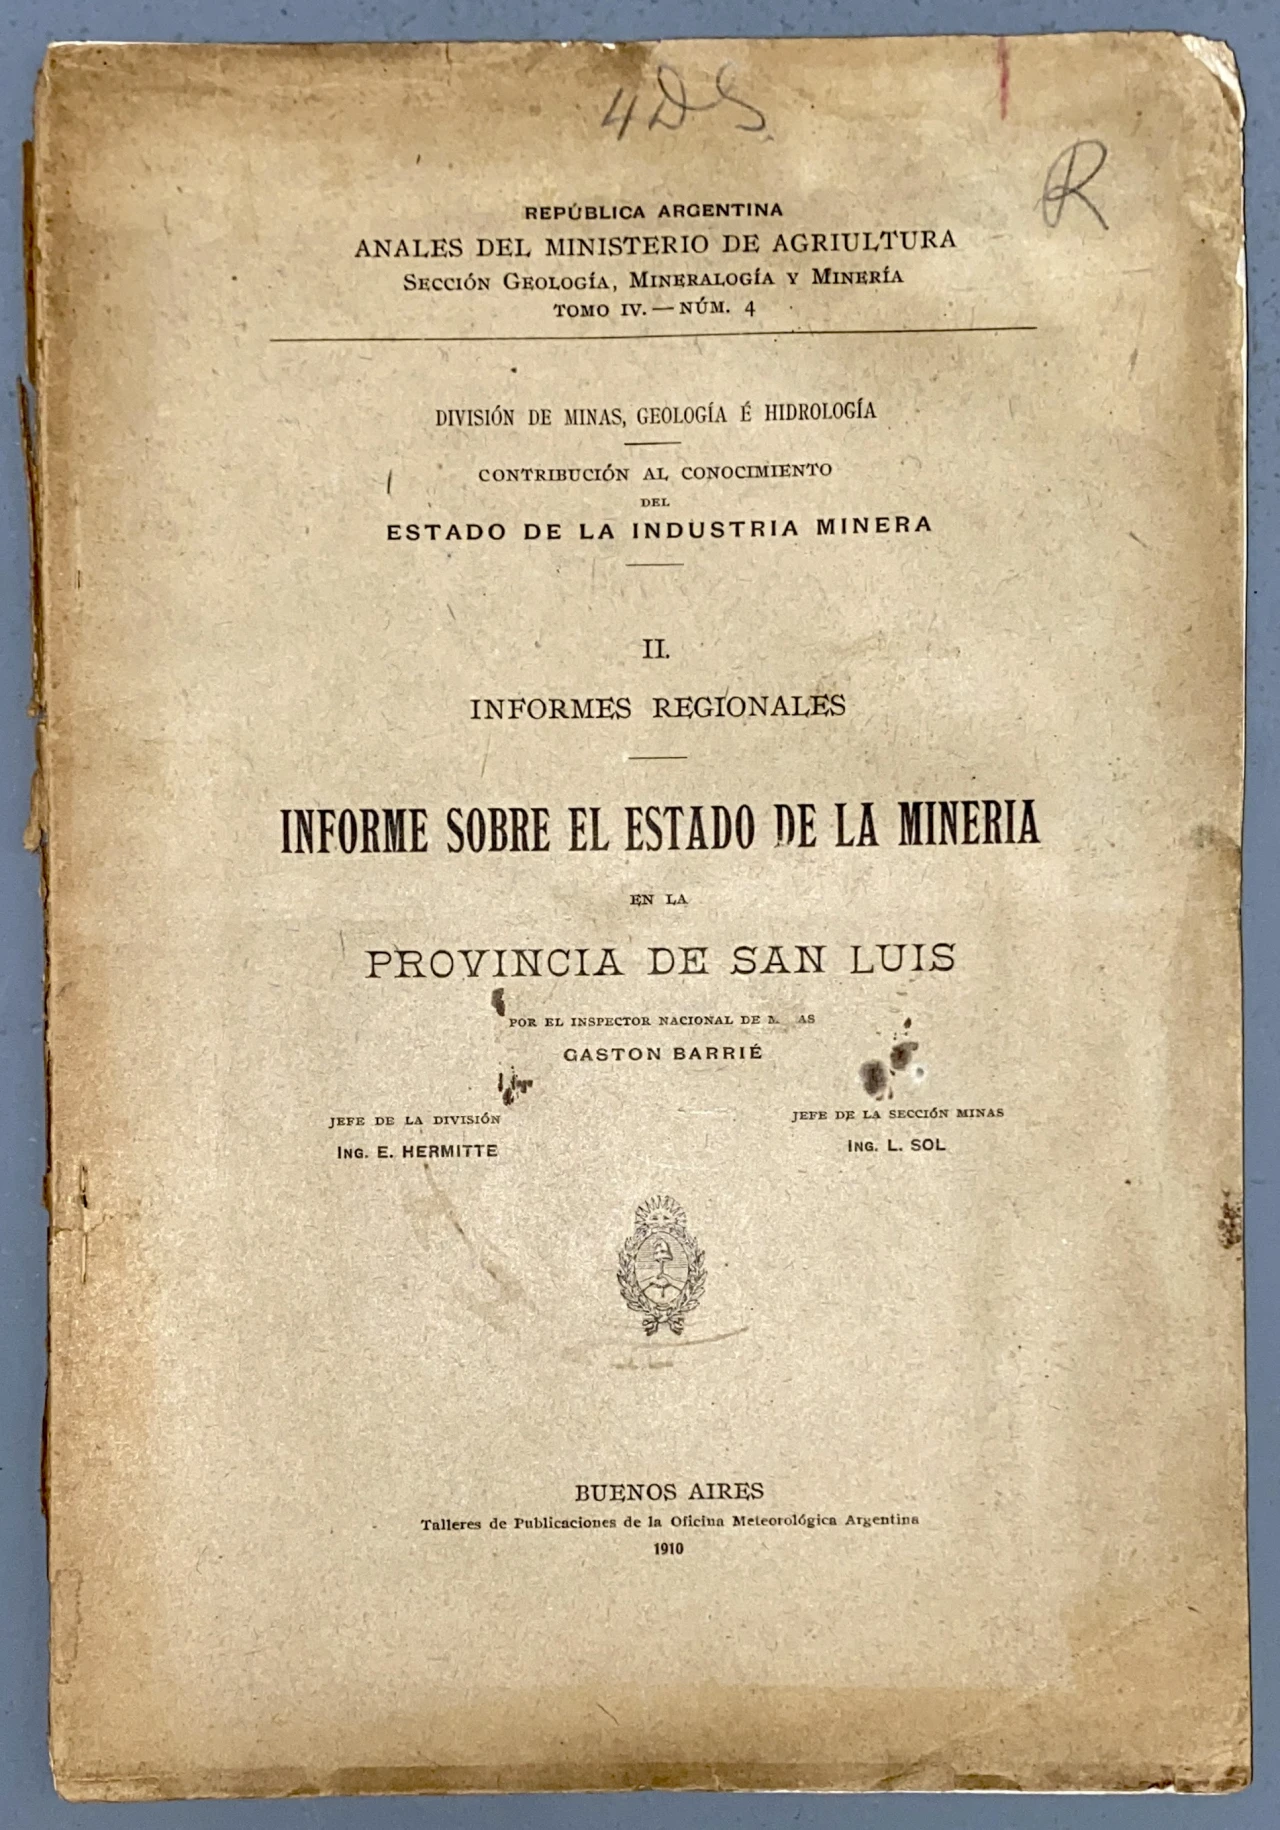 4DS
R
REPÚBLICA ARGENTINA
ANALES DEL MINISTERIO DE AGRIULTURA
SECCIÓN GEOLOGÍA, MINERALOGÍA Y MINERÍA
TOMO IV. — NÚM. 4
DIVISIÓN DE MINAS, GEOLOGÍA É HIDROLOGÍA
CONTRIBUCIÓN AL CONOCIMIENTO
DEL
ESTADO DE LA INDUSTRIA MINERA
II.
INFORMES REGIONALES
INFORME SOBRE EL ESTADO DE LA MINERIA
EN LA
PROVINCIA DE SAN LUIS
POR EL INSPECTOR NACIONAL DE
GASTON BARRIÉ
JEFE DE LA DIVISIÓN
ING. E. HERMITTE
JEFE DE LA SECCIÓN MINAS
ING. L. SOL
BUENOS AIRES
Talleres de Publicaciones de la Oficina Meteorológica Argentina
1910